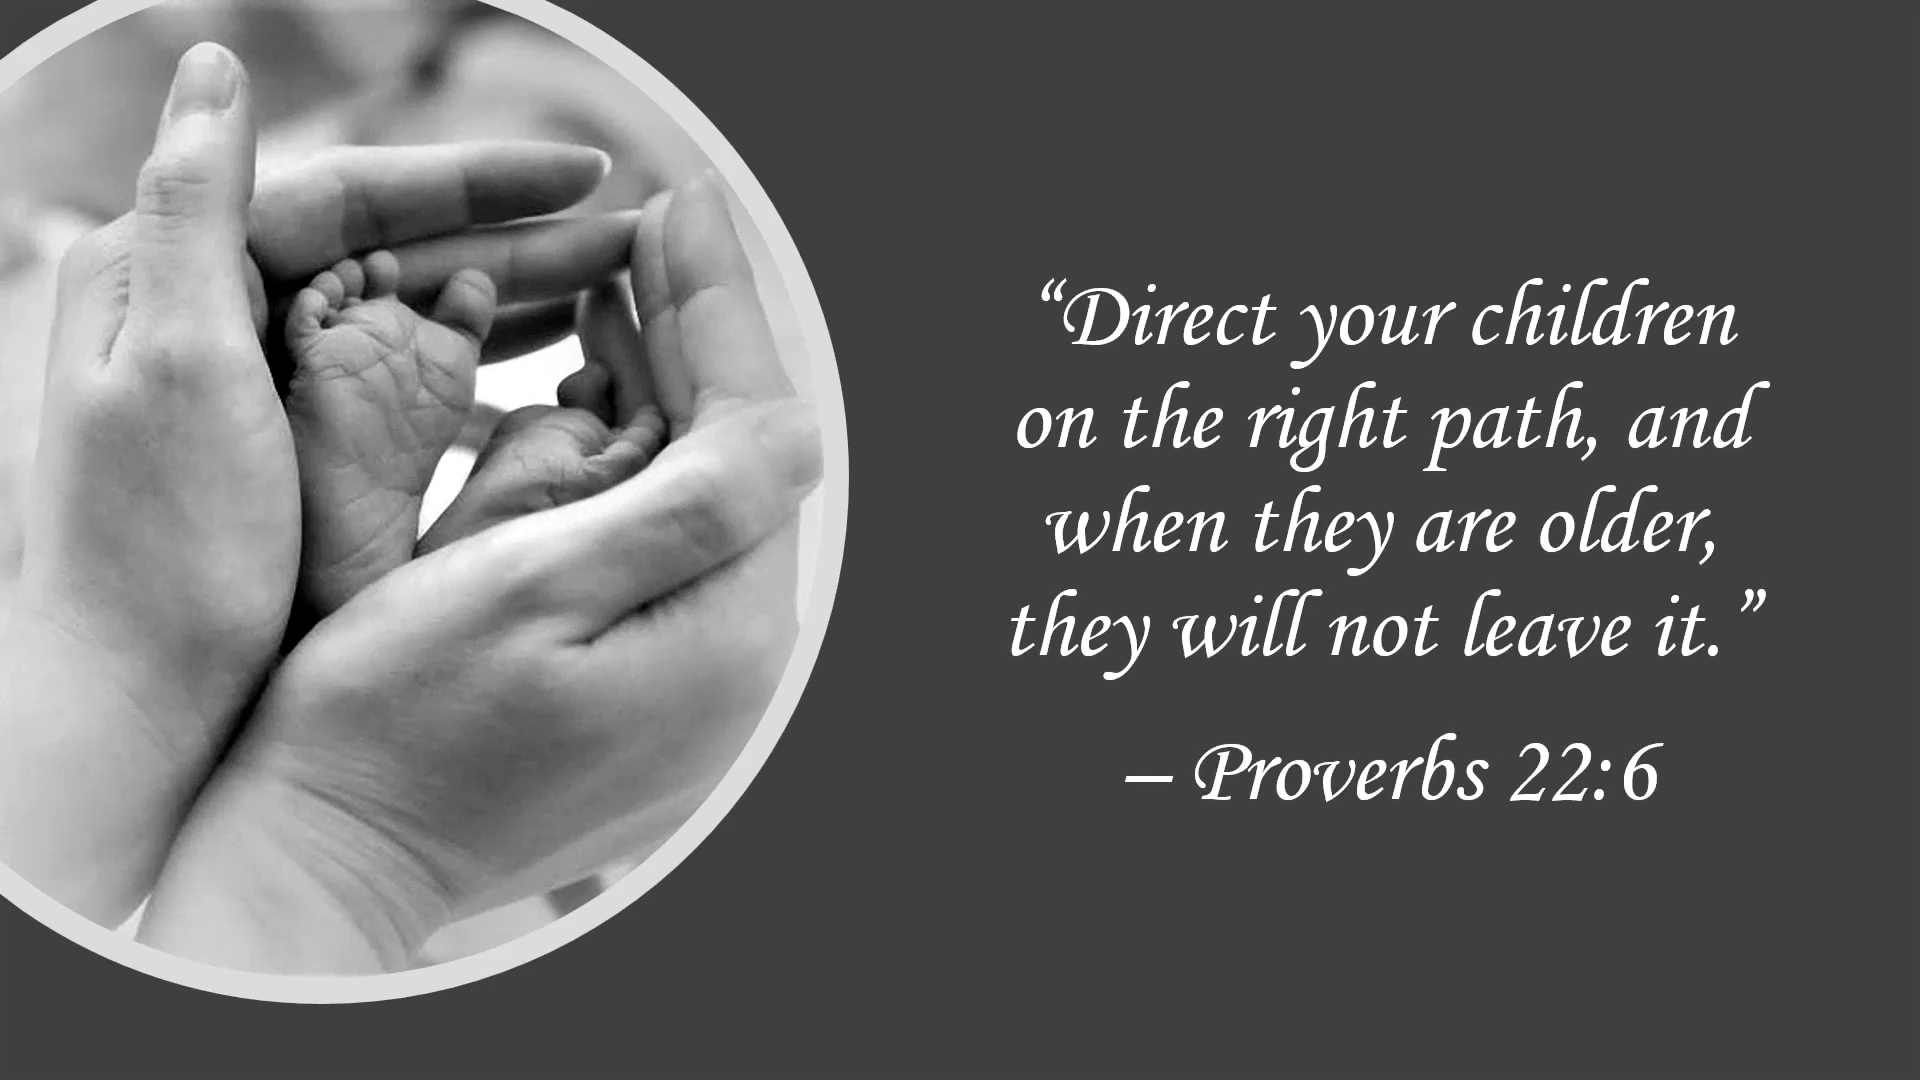 “Direct your children
on the right path, and
when they are older,
they will not leave it.”
– Proverbs 22:6